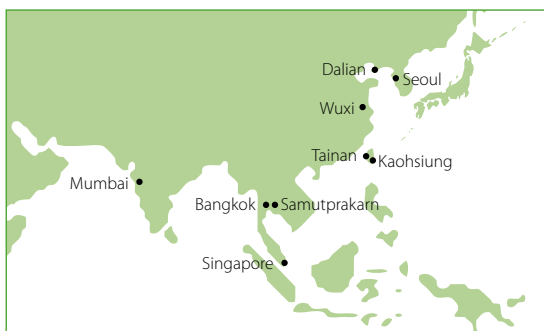 Dalian
Seoul
Wuxi
Tainan
Kaohsiung
Mumbai
Bangkok
Samutprakarn
Singapore